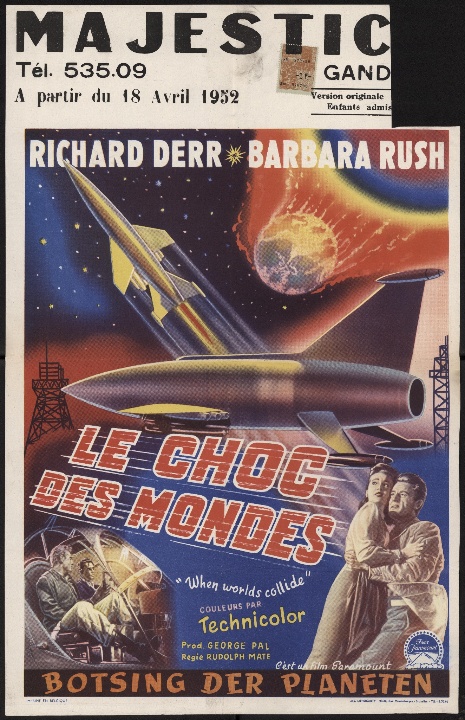 MAJESTIC
Tél. 535.09
GAND
A partir du 18 Avril 1952
Version originale
Enfants admis
RICHARD DERR BARBARA RUSH
LE CHOC
DES MONDES
"When worlds collide"
COULEURS PAR
Technicolor
Prod. GEORGE PAL
Régie RUDOLPH MATE
C'est un film Paramount
BOTSING DER PLANETEN